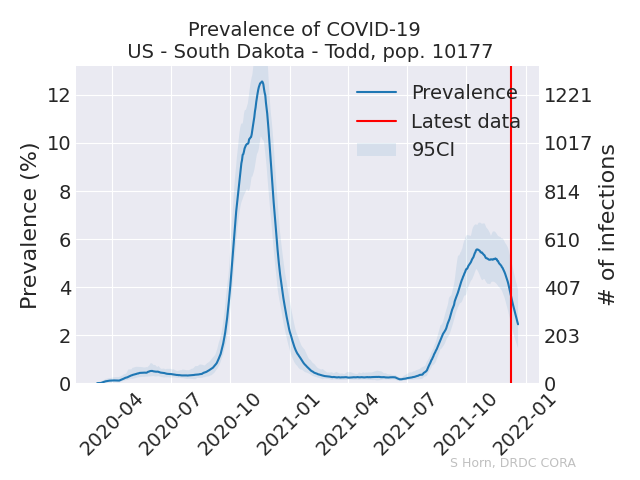 Prevalence of COVID-19
US - South Dakota - Todd, pop. 10177
Prevalence
Latest data
95CI
Prevalence (%)
12
10
8
6
4
2
0
1221
1017
814
610
407
203
0
# of infections
2020-04
2020-07
2020-10
2021-01
2021-04
2021-07
2021-10
2022-01
S Horn, DRDC CORA